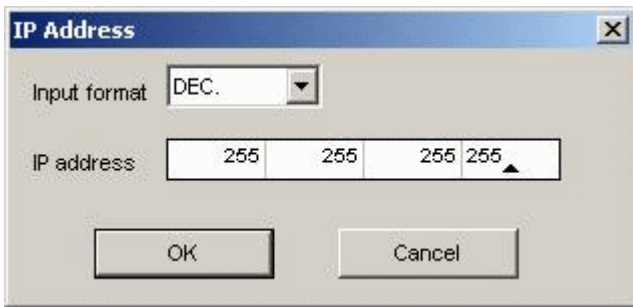 IP Address
Input format DEC.
IP address 255 255 255 255
OK Cancel